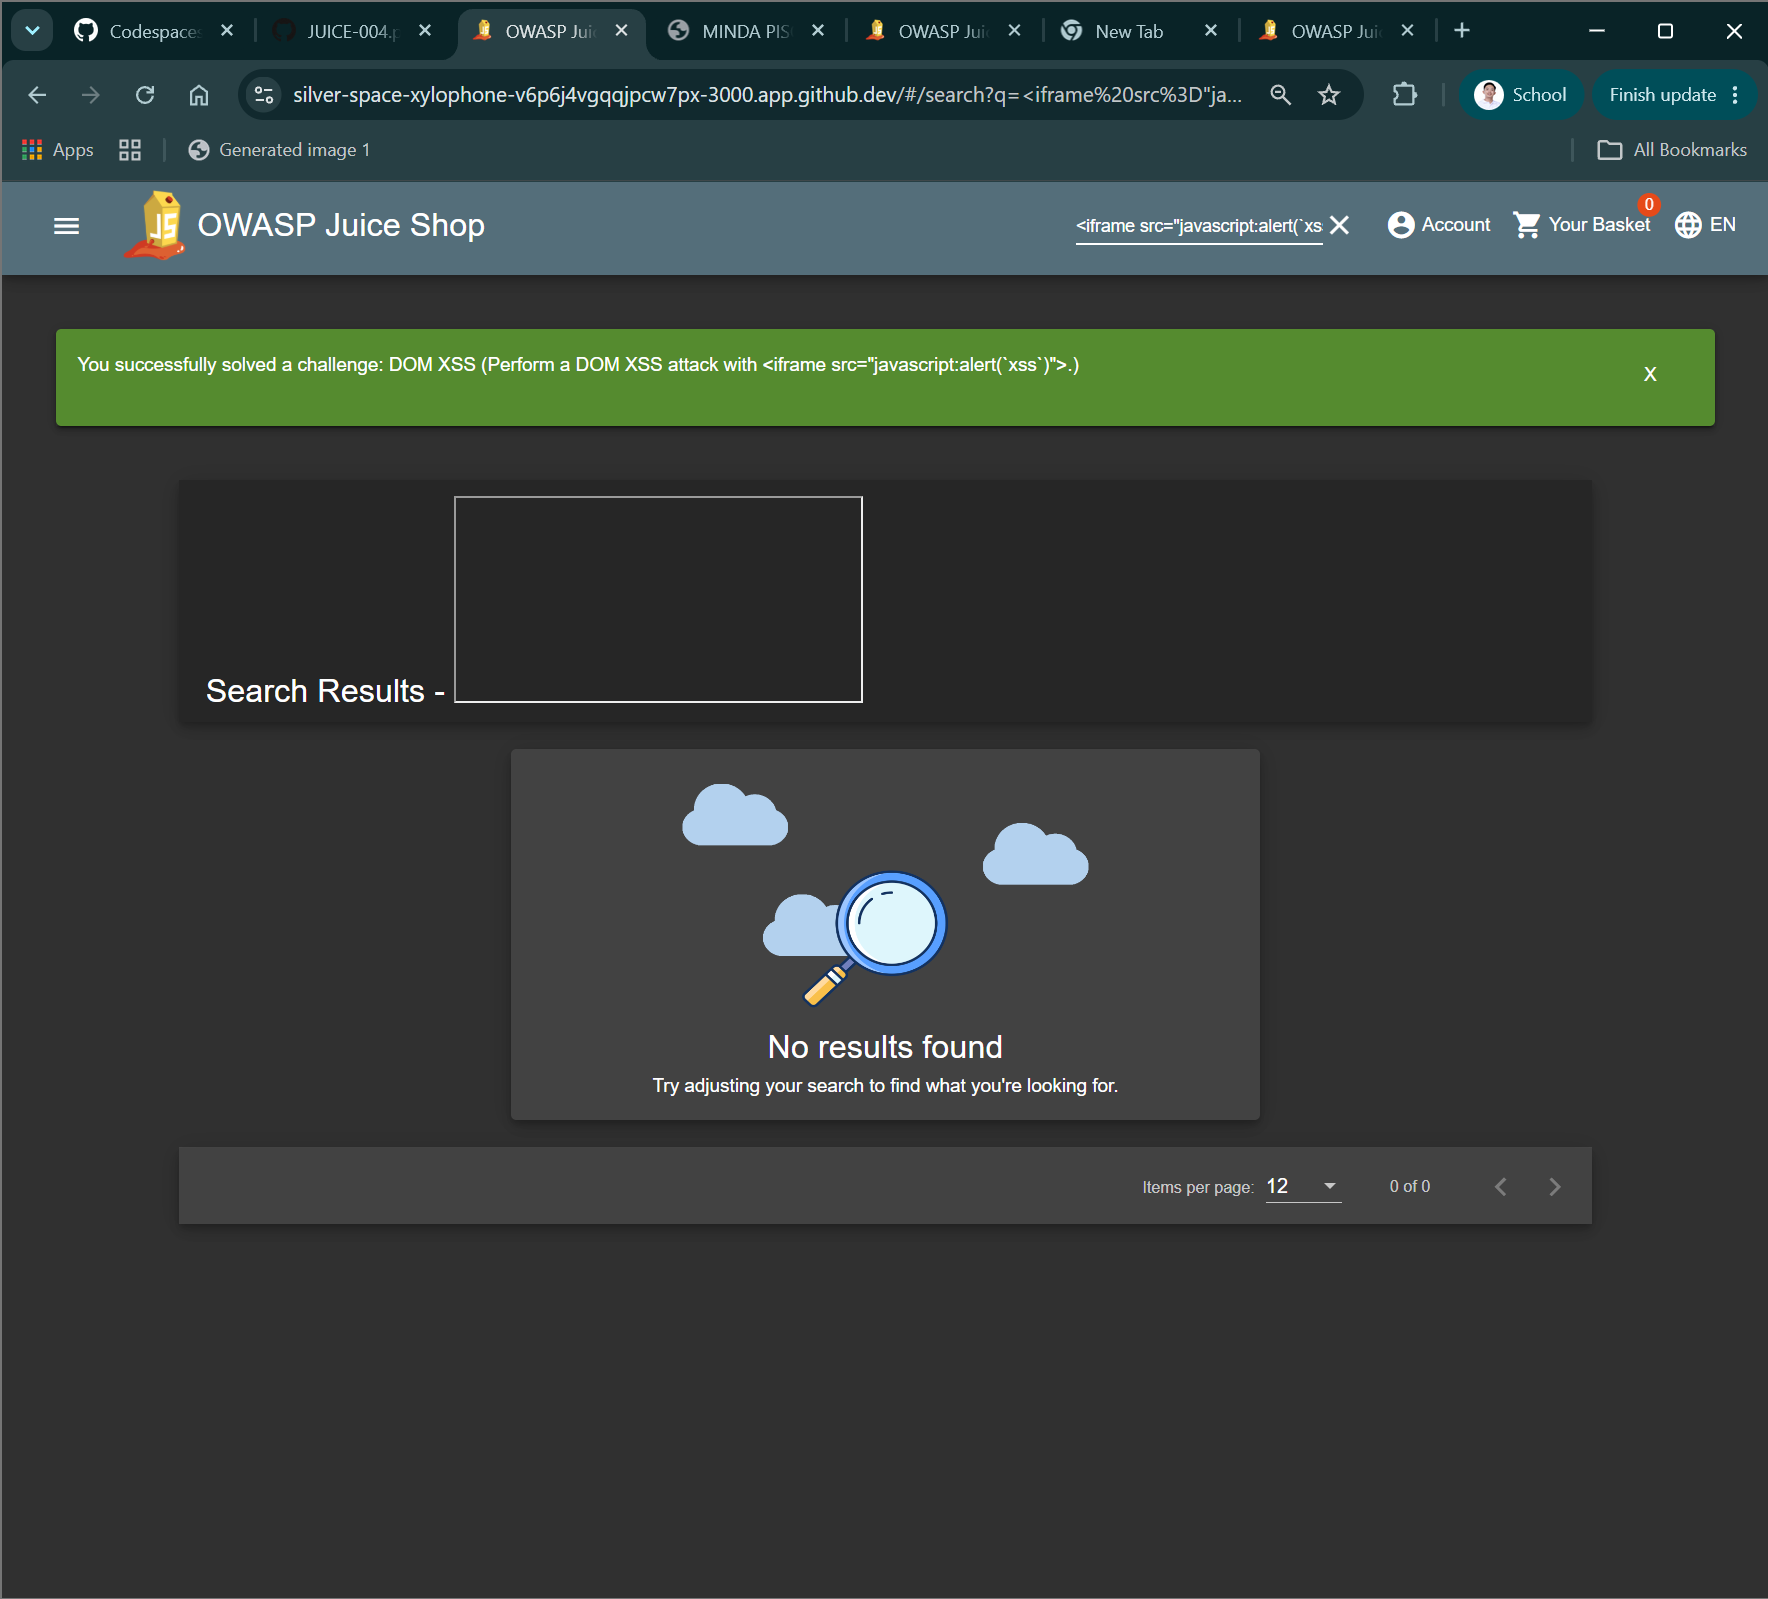 Codespaces
JUICE-004.p
OWASP Jui
MINDA PIS
OWASP Jui
New Tab
OWASP Jui
silver-space-xylophone-v6p6j4vgqqjpcw7px-3000.app.github.dev/#/search?q=<iframe%20src%3D"ja...
School
Finish update
Apps
Generated image 1
All Bookmarks
JS
OWASP Juice Shop
<iframe src="javascript:alert(`xs
Account
0
Your Basket
EN
You successfully solved a challenge: DOM XSS (Perform a DOM XSS attack with <iframe src="javascript:alert(`xss`)">.)
X
Search Results -
No results found
Try adjusting your search to find what you're looking for.
Items per page: 12
0 of 0